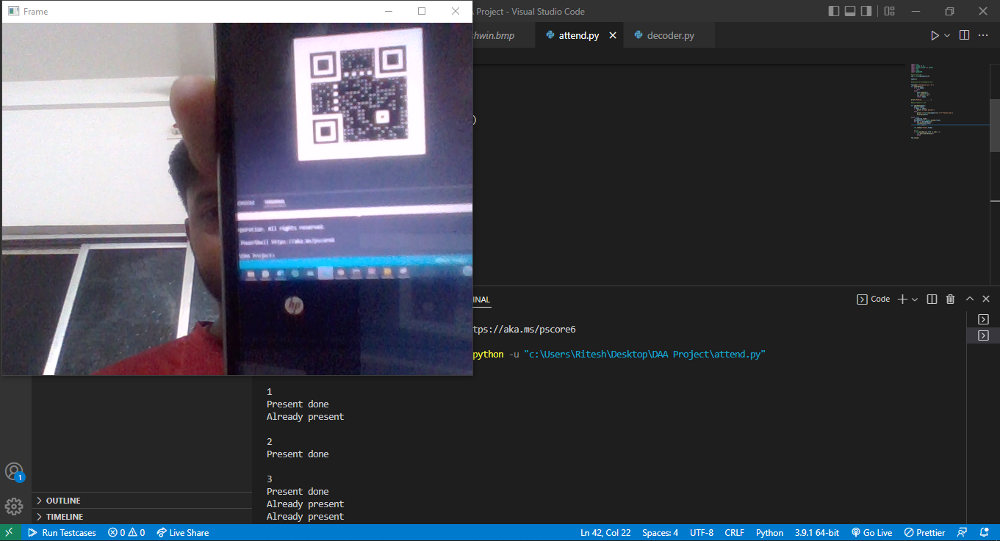 Frame
Project - Visual Studio Code
hwin.bmp
attend.py
decoder.py
)
poration. All rights reserved.
PowerShell https://aka.ms/pscore6
DAA Project>
hp
INAL
Code
tps://aka.ms/pscore6
python -u "c:\Users\Ritesh\Desktop\DAA Project\attend.py"
1
Present done
Already present
2
Present done
3
Present done
Already present
Already present
1
OUTLINE
TIMELINE
Run Testcases 0 0 Live Share Ln 42, Col 22 Spaces: 4 UTF-8 CRLF Python 3.9.1 64-bit Go Live Prettier